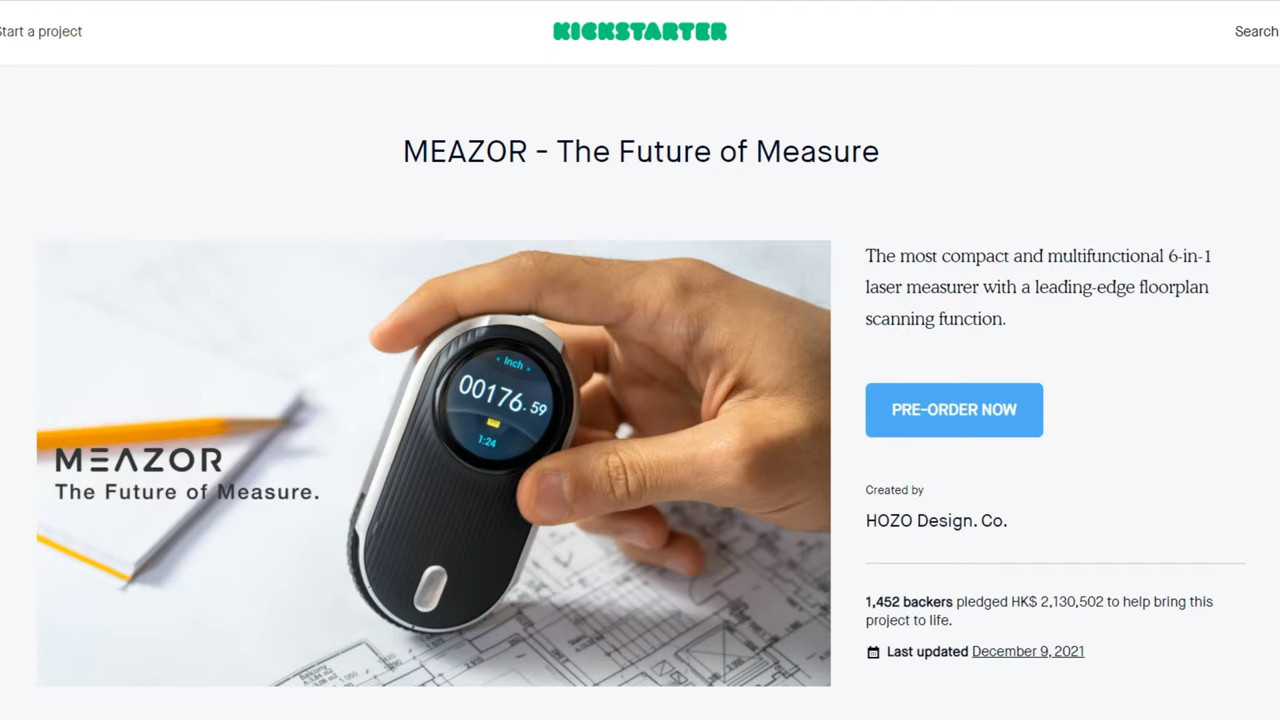 Start a project
KICKSTARTER
Search
MEAZOR - The Future of Measure
MEAZOR
The Future of Measure.
‹ Inch ›
00176.59
1:24
Balcony
The most compact and multifunctional 6-in-1
laser measurer with a leading-edge floorplan
scanning function.
PRE-ORDER NOW
Created by
HOZO Design. Co.
1,452 backers pledged HK$ 2,130,502 to help bring this
project to life.
Last updated December 9, 2021